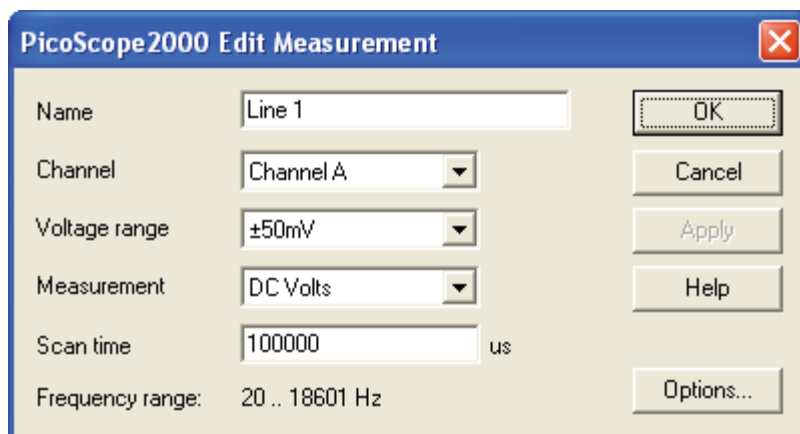 PicoScope2000 Edit Measurement
Name
Line 1
OK
Channel
Channel A
Cancel
Voltage range
±50mV
Apply
Measurement
DC Volts
Help
Scan time
100000
us
Frequency range:
20 .. 18601 Hz
Options...